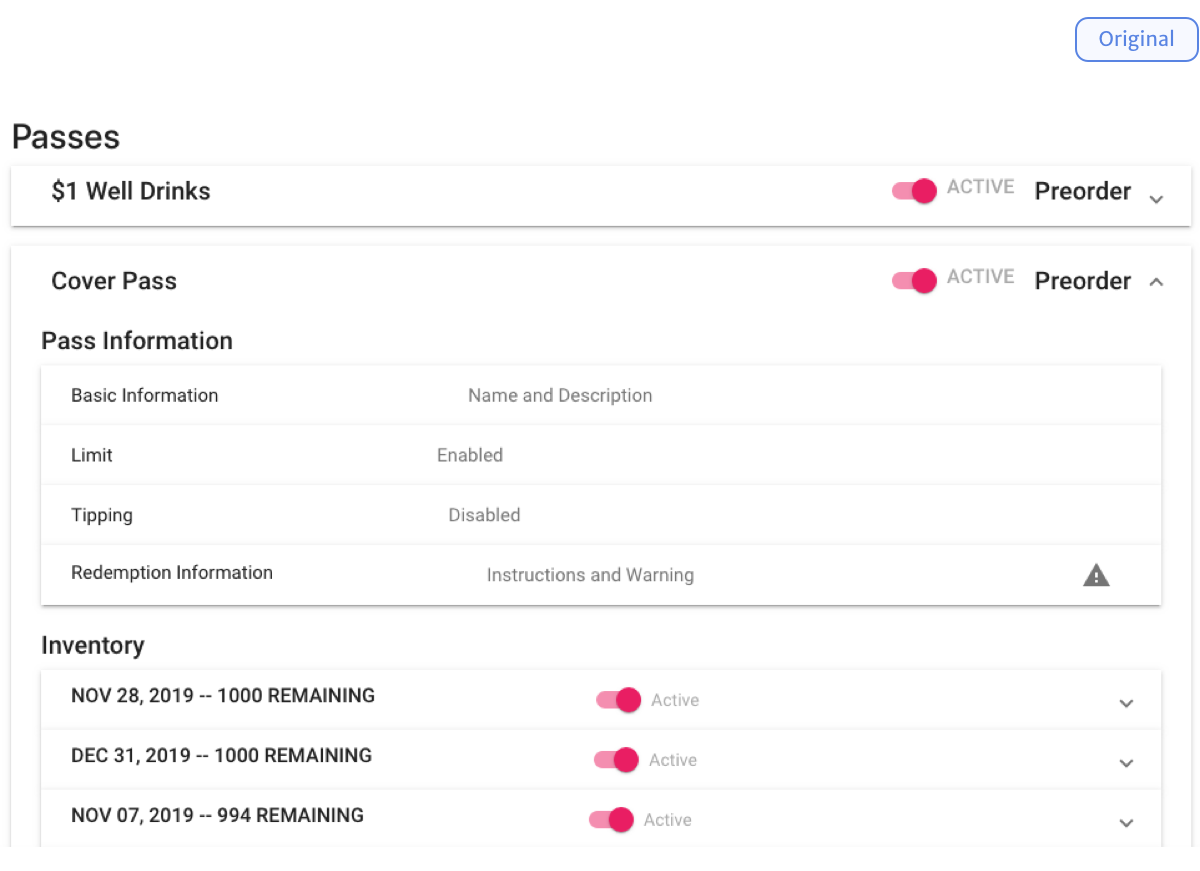 Original
Passes
$1 Well Drinks ACTIVE Preorder
Cover Pass ACTIVE Preorder
Pass Information
Basic Information Name and Description
Limit Enabled
Tipping Disabled
Redemption Information Instructions and Warning
Inventory
NOV 28, 2019 -- 1000 REMAINING Active
DEC 31, 2019 -- 1000 REMAINING Active
NOV 07, 2019 -- 994 REMAINING Active